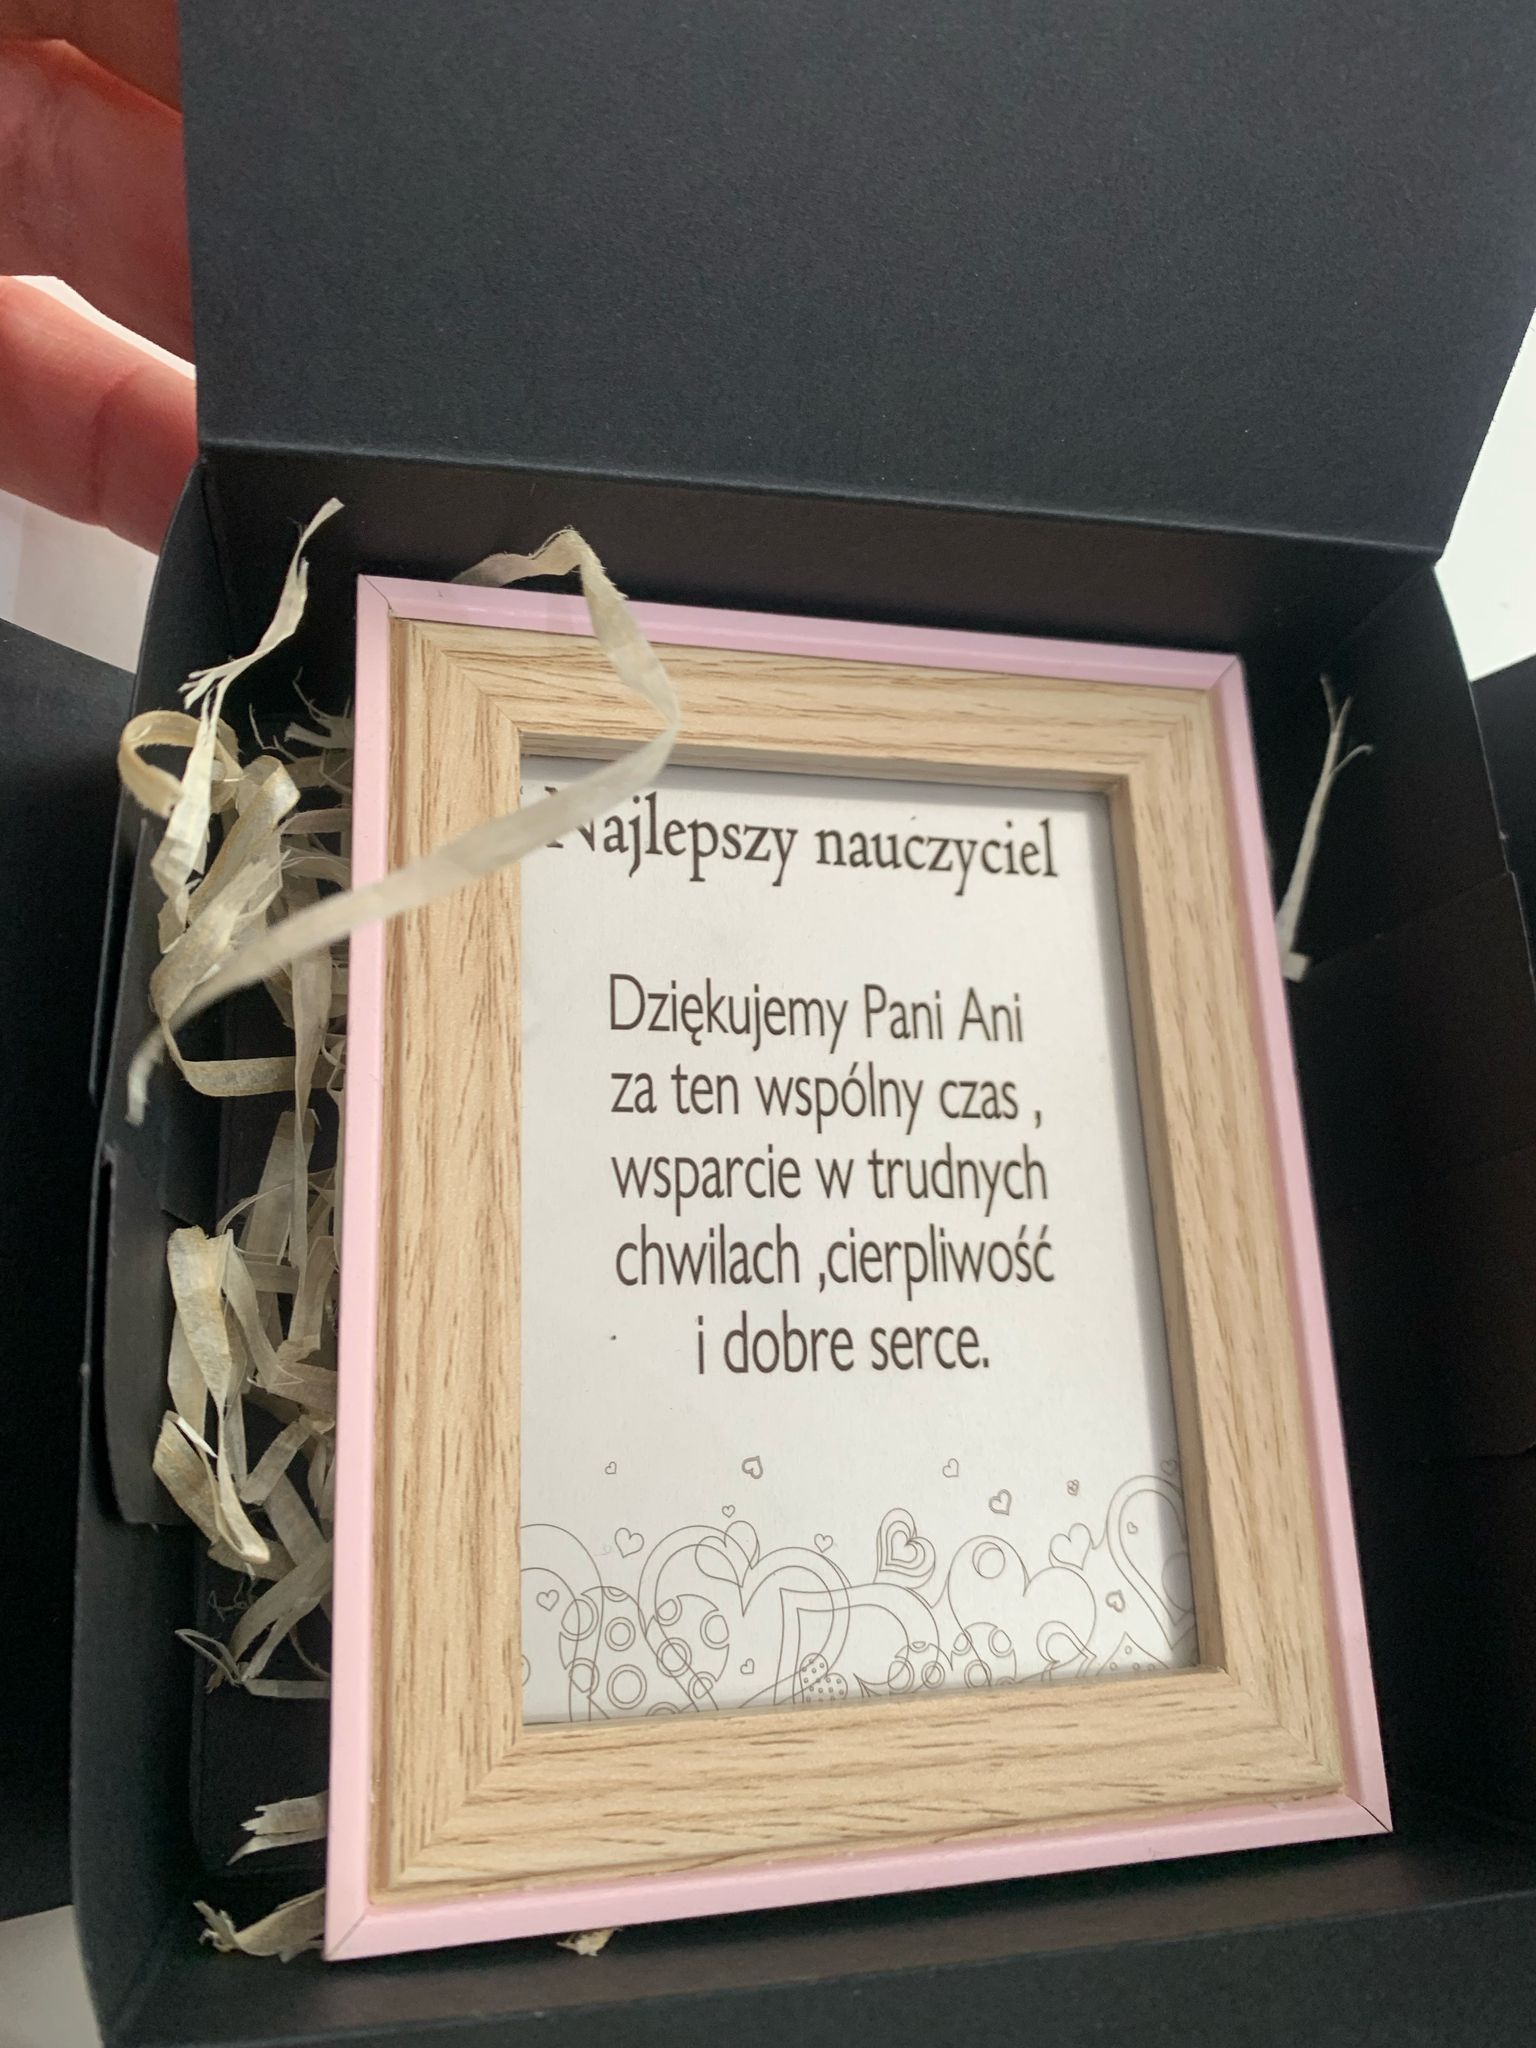 Najlepszy nauczyciel
Dziękujemy Pani Ani
za ten wspólny czas ,
wsparcie w trudnych
chwilach ,cierpliwość
i dobre serce.